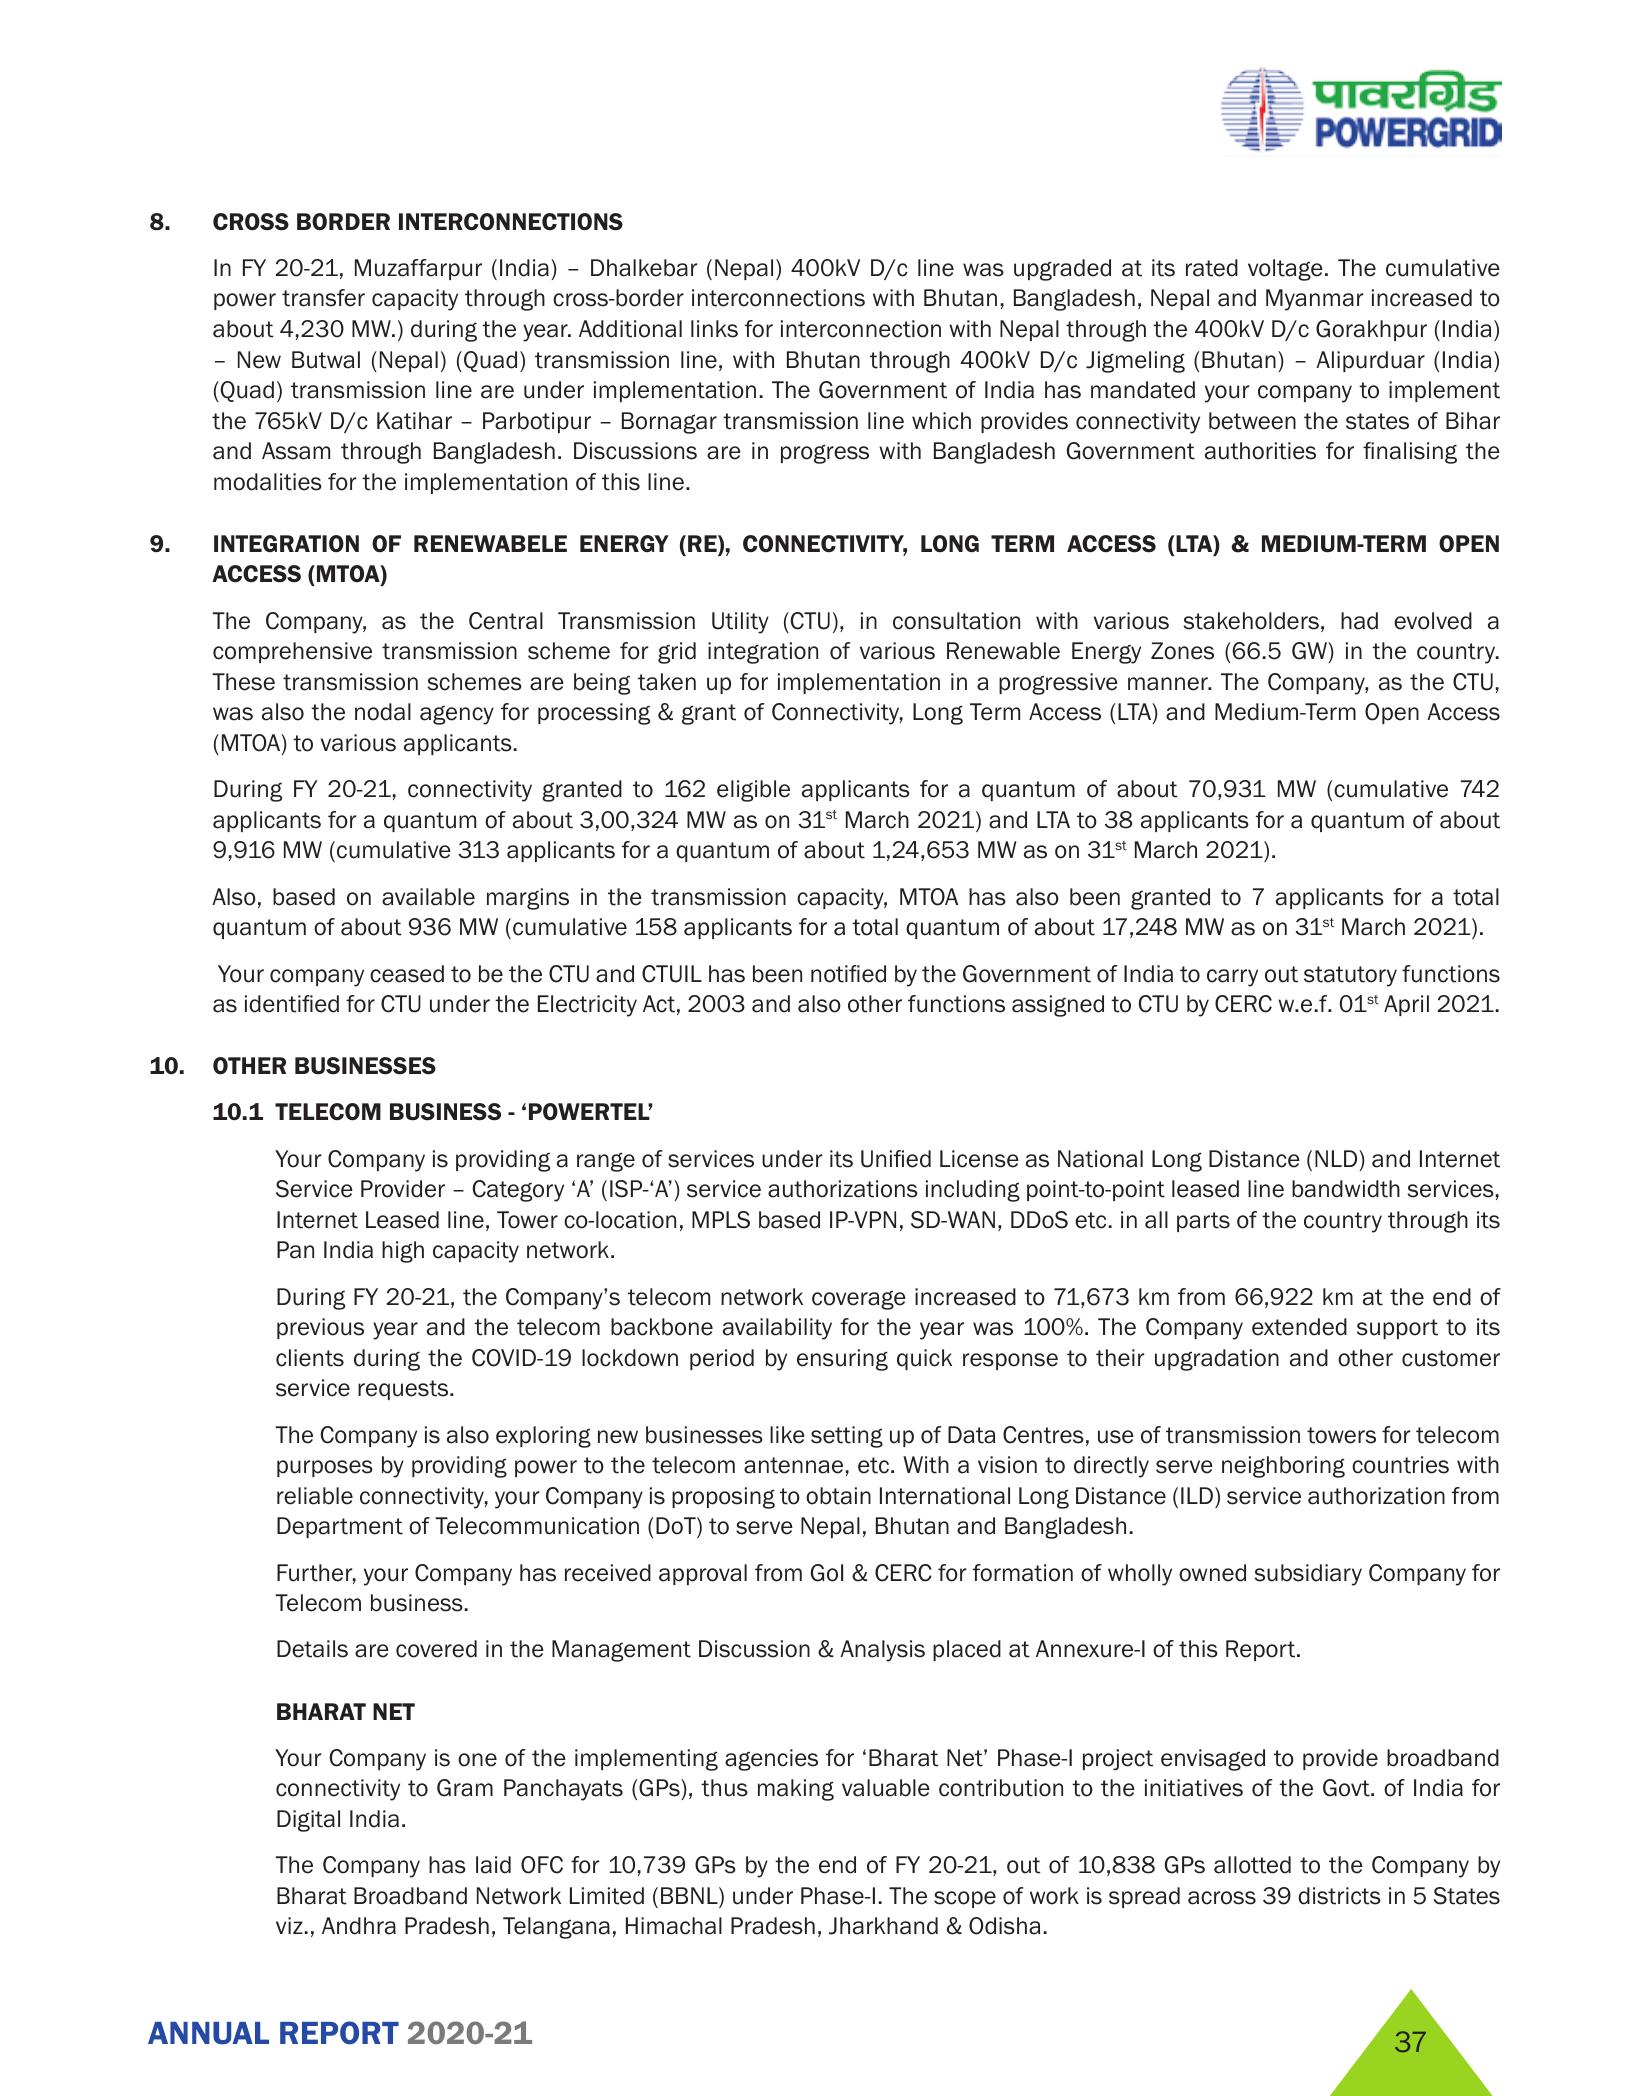 पावरग्रिड
POWERGRID
8. CROSS BORDER INTERCONNECTIONS
In FY 20-21, Muzaffarpur (India) – Dhalkebar (Nepal) 400kV D/c line was upgraded at its rated voltage. The cumulative
power transfer capacity through cross-border interconnections with Bhutan, Bangladesh, Nepal and Myanmar increased to
about 4,230 MW.) during the year. Additional links for interconnection with Nepal through the 400kV D/c Gorakhpur (India)
– New Butwal (Nepal) (Quad) transmission line, with Bhutan through 400kV D/c Jigmeling (Bhutan) – Alipurduar (India)
(Quad) transmission line are under implementation. The Government of India has mandated your company to implement
the 765kV D/c Katihar – Parbotipur – Bornagar transmission line which provides connectivity between the states of Bihar
and Assam through Bangladesh. Discussions are in progress with Bangladesh Government authorities for finalising the
modalities for the implementation of this line.
9. INTEGRATION OF RENEWABELE ENERGY (RE), CONNECTIVITY, LONG TERM ACCESS (LTA) & MEDIUM-TERM OPEN
ACCESS (MTOA)
The Company, as the Central Transmission Utility (CTU), in consultation with various stakeholders, had evolved a
comprehensive transmission scheme for grid integration of various Renewable Energy Zones (66.5 GW) in the country.
These transmission schemes are being taken up for implementation in a progressive manner. The Company, as the CTU,
was also the nodal agency for processing & grant of Connectivity, Long Term Access (LTA) and Medium-Term Open Access
(MTOA) to various applicants.
During FY 20-21, connectivity granted to 162 eligible applicants for a quantum of about 70,931 MW (cumulative 742
applicants for a quantum of about 3,00,324 MW as on 31st March 2021) and LTA to 38 applicants for a quantum of about
9,916 MW (cumulative 313 applicants for a quantum of about 1,24,653 MW as on 31st March 2021).
Also, based on available margins in the transmission capacity, MTOA has also been granted to 7 applicants for a total
quantum of about 936 MW (cumulative 158 applicants for a total quantum of about 17,248 MW as on 31st March 2021).
Your company ceased to be the CTU and CTUIL has been notified by the Government of India to carry out statutory functions
as identified for CTU under the Electricity Act, 2003 and also other functions assigned to CTU by CERC w.e.f. 01st April 2021.
10. OTHER BUSINESSES
10.1 TELECOM BUSINESS - ‘POWERTEL’
Your Company is providing a range of services under its Unified License as National Long Distance (NLD) and Internet
Service Provider – Category ‘A’ (ISP-‘A’) service authorizations including point-to-point leased line bandwidth services,
Internet Leased line, Tower co-location, MPLS based IP-VPN, SD-WAN, DDoS etc. in all parts of the country through its
Pan India high capacity network.
During FY 20-21, the Company’s telecom network coverage increased to 71,673 km from 66,922 km at the end of
previous year and the telecom backbone availability for the year was 100%. The Company extended support to its
clients during the COVID-19 lockdown period by ensuring quick response to their upgradation and other customer
service requests.
The Company is also exploring new businesses like setting up of Data Centres, use of transmission towers for telecom
purposes by providing power to the telecom antennae, etc. With a vision to directly serve neighboring countries with
reliable connectivity, your Company is proposing to obtain International Long Distance (ILD) service authorization from
Department of Telecommunication (DoT) to serve Nepal, Bhutan and Bangladesh.
Further, your Company has received approval from GoI & CERC for formation of wholly owned subsidiary Company for
Telecom business.
Details are covered in the Management Discussion & Analysis placed at Annexure-I of this Report.
BHARAT NET
Your Company is one of the implementing agencies for ‘Bharat Net’ Phase-I project envisaged to provide broadband
connectivity to Gram Panchayats (GPs), thus making valuable contribution to the initiatives of the Govt. of India for
Digital India.
The Company has laid OFC for 10,739 GPs by the end of FY 20-21, out of 10,838 GPs allotted to the Company by
Bharat Broadband Network Limited (BBNL) under Phase-I. The scope of work is spread across 39 districts in 5 States
viz., Andhra Pradesh, Telangana, Himachal Pradesh, Jharkhand & Odisha.
ANNUAL REPORT 2020-21
37